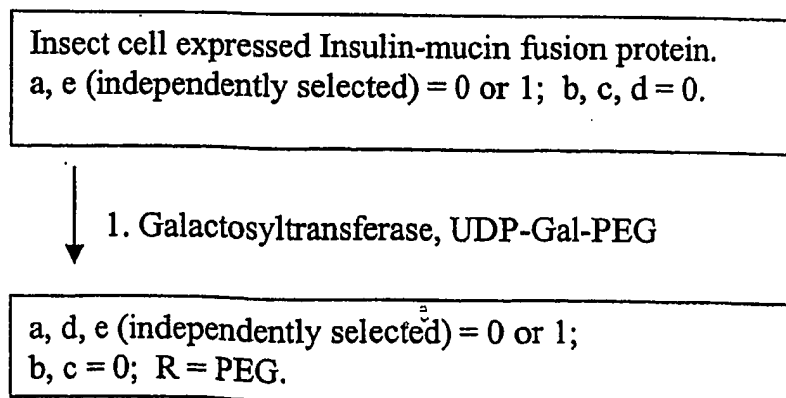 Insect cell expressed Insulin-mucin fusion protein.
a, e (independently selected) = 0 or 1; b, c, d = 0.
1. Galactosyltransferase, UDP-Gal-PEG
a, d, e (independently selected) = 0 or 1;
b, c = 0; R = PEG.